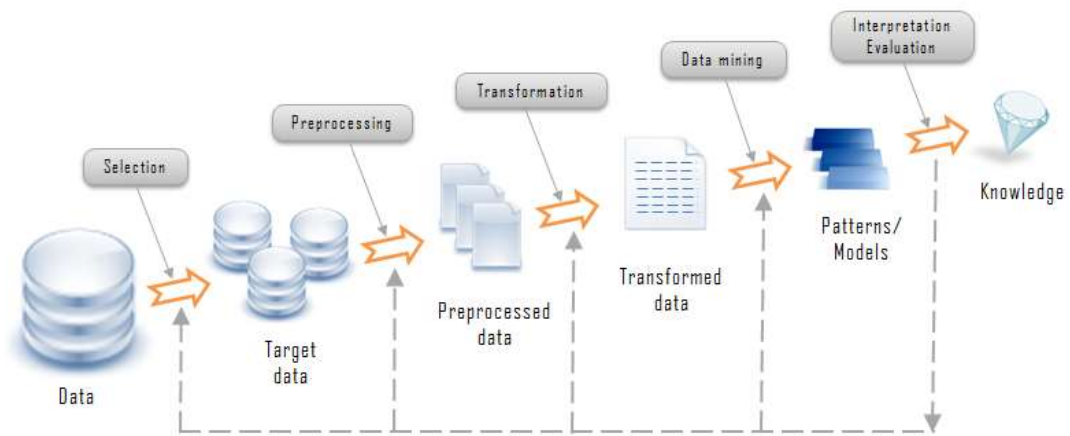 Interpretation
Evaluation
Data mining
Transformation
Preprocessing
Selection
Knowledge
Patterns/
Models
Transformed
data
Preprocessed
data
Target
data
Data